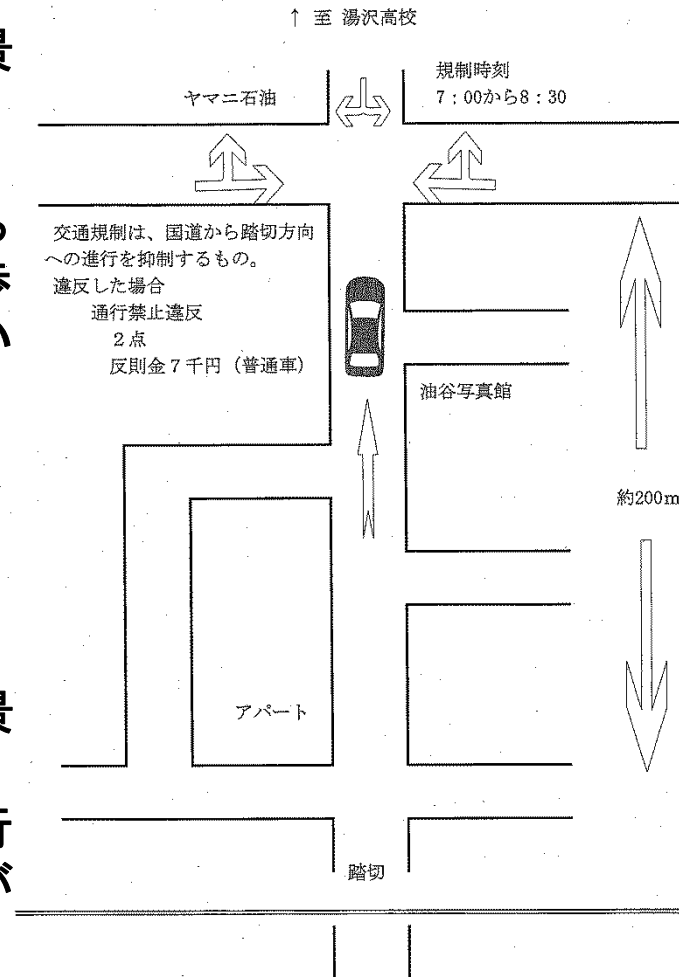 ↑ 至 湯沢高校
規制時刻
7：00から8：30
ヤマニ石油
交通規制は、国道から踏切方向
への進行を抑制するもの。
違反した場合
通行禁止違反
2点
反則金7千円（普通車）
油谷写真館
約200m
アパート
踏切